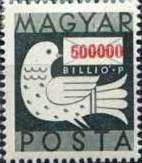 MAGYAR
500000
BILLIÓ-P
POSTA